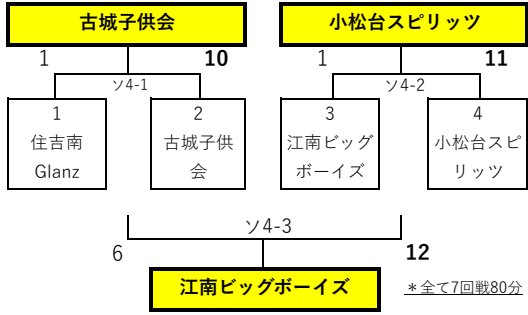 古城子供会 小松台スピリッツ
1 10 1 11
ソ4-1 ソ4-2
1 2 3 4
住吉南 古城子供 江南ビッグ 小松台スピ
Glanz 会 ボーイズ リッツ
ソ4-3
6 12
江南ビッグボーイズ
＊全て7回戦80分